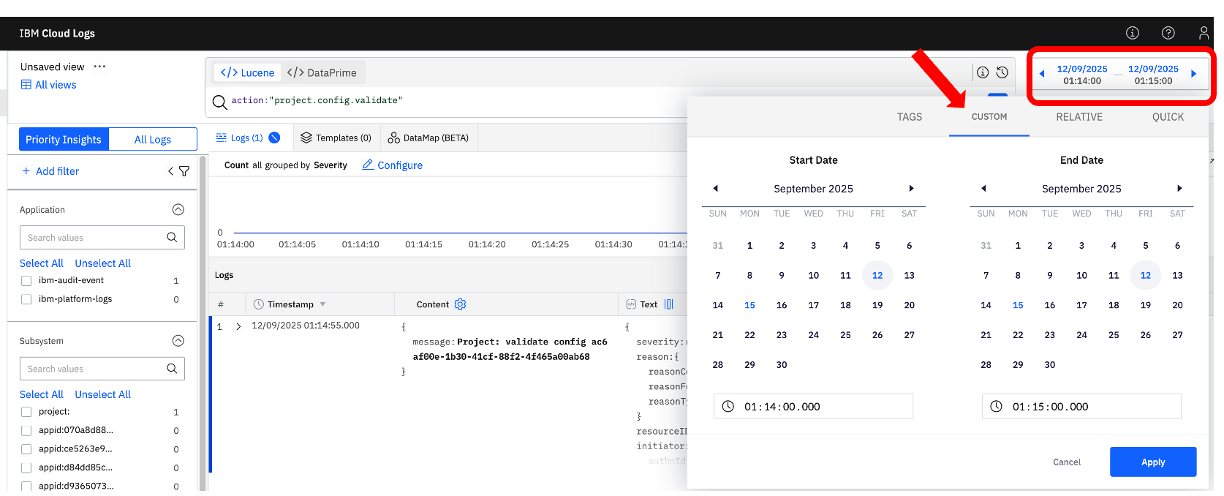 IBM Cloud Logs
Unsaved view ···
All views
</> Lucene </> DataPrime
action:"project.config.validate"
12/09/2025 01:14:00 — 12/09/2025 01:15:00
Priority Insights All Logs
Logs (1) Templates (0) DataMap (BETA)
+ Add filter
Count all grouped by Severity Configure
Application
Search values
Select All Unselect All
ibm-audit-event 1
ibm-platform-logs 0
Subsystem
Search values
Select All Unselect All
project: 1
appid:070a8d88... 0
appid:ce5263e9... 0
appid:d84dd85c... 0
appid:d9365073... 0
0
01:14:00 01:14:05 01:14:10 01:14:15 01:14:20 01:14:25 01:14:30
Logs
# Timestamp Content Text
1 > 12/09/2025 01:14:55.000
{
message:Project: validate config ac6
af00e-1b30-41cf-88f2-4f465a00ab68
}
{
severity:
reason:{
}
initiator:
TAGS CUSTOM RELATIVE QUICK
Start Date
September 2025
SUN MON TUE WED THU FRI SAT
31 1 2 3 4 5 6
7 8 9 10 11 12 13
14 15 16 17 18 19 20
21 22 23 24 25 26 27
28 29 30
01:14:00.000
End Date
September 2025
SUN MON TUE WED THU FRI SAT
31 1 2 3 4 5 6
7 8 9 10 11 12 13
14 15 16 17 18 19 20
21 22 23 24 25 26 27
28 29 30
01:15:00.000
Cancel Apply